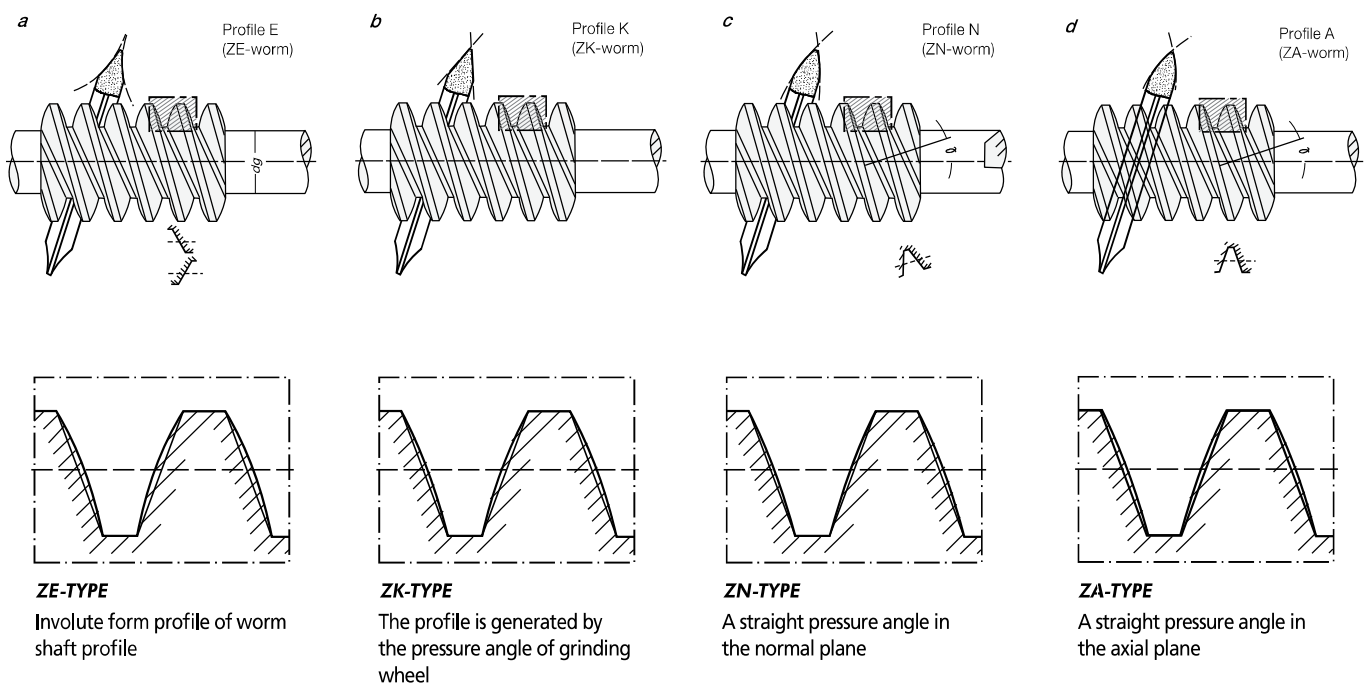 a
Profile E
(ZE-worm)
dg
b
Profile K
(ZK-worm)
c
Profile N
(ZN-worm)
α
d
Profile A
(ZA-worm)
α
ZE-TYPE
Involute form profile of worm
shaft profile
ZK-TYPE
The profile is generated by
the pressure angle of grinding
wheel
ZN-TYPE
A straight pressure angle in
the normal plane
ZA-TYPE
A straight pressure angle in
the axial plane